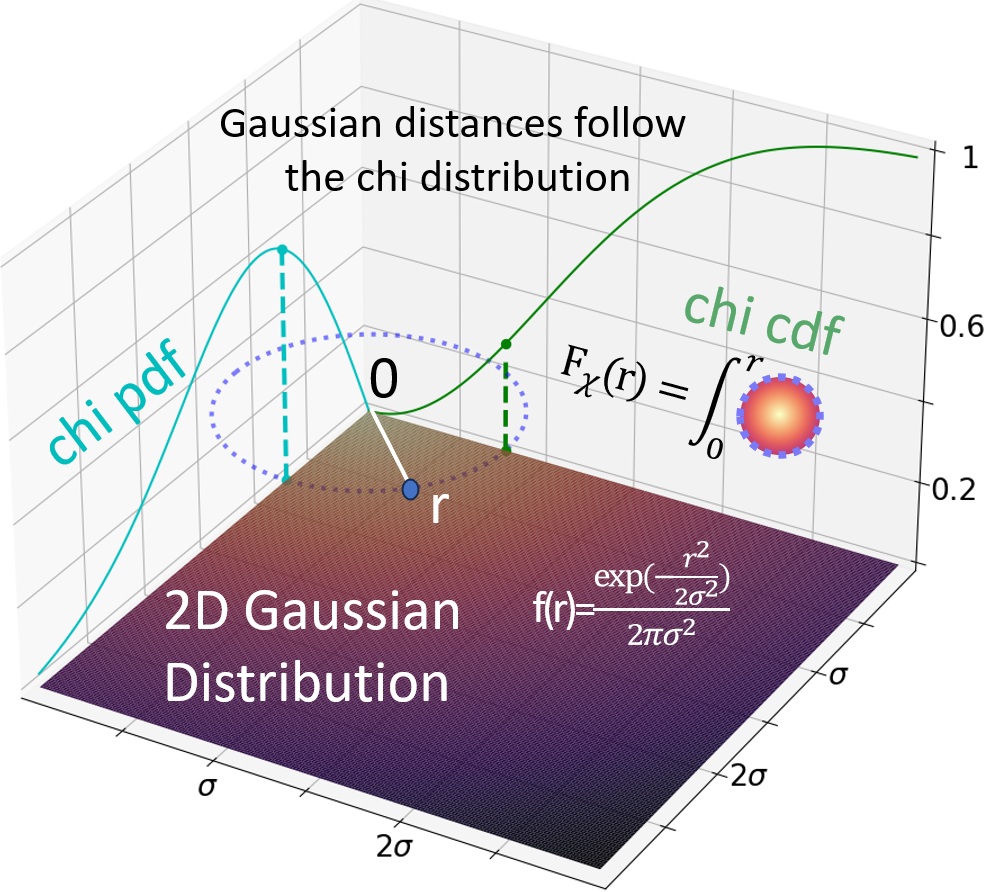 Gaussian distances follow
the chi distribution
1
chi cdf
0.6
chi pdf
0
F_χ(r) = ∫_0^r
r
0.2
2D Gaussian
Distribution
f(r)=exp(-r²/2σ²)/2πσ²
σ
2σ
σ
2σ